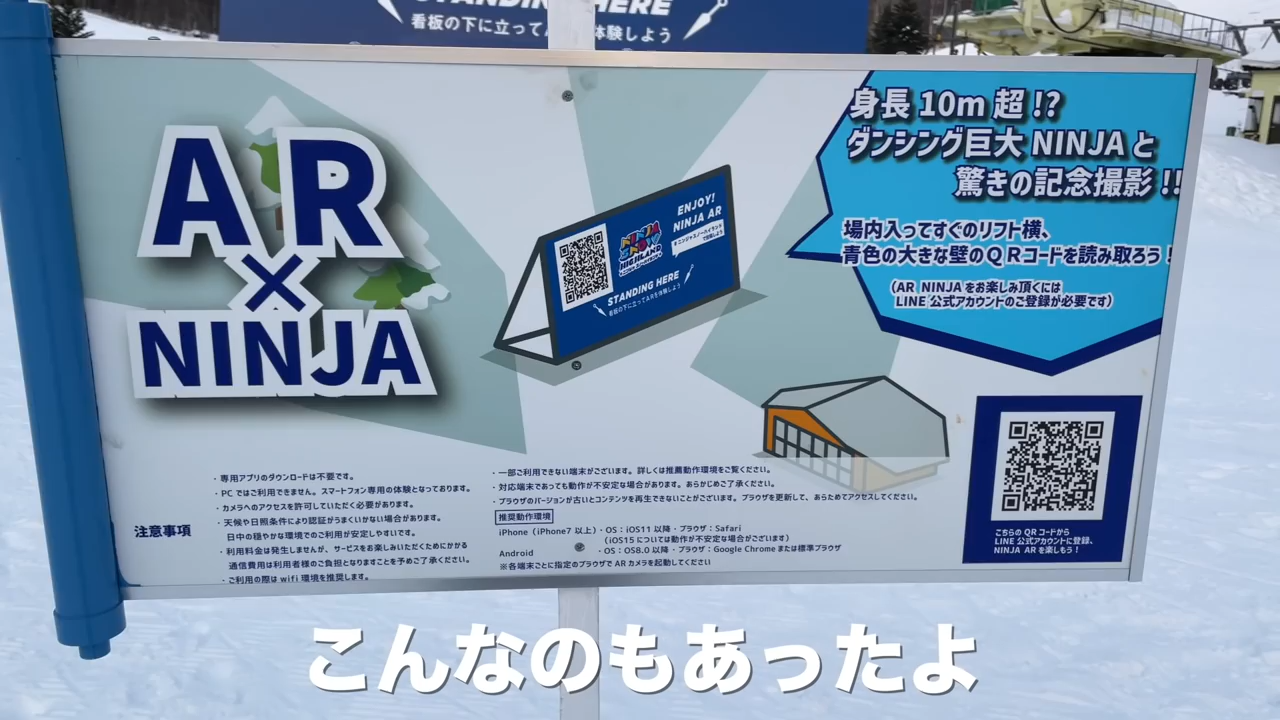 STANDING HERE
看板の下に立ってA 体験しよう
AR
×
NINJA
ENJOY!
NINJA AR
NINJA
SNOW
HIGHLAND
STANDING HERE
看板の下に立ってARを体験しよう
身長 10m 超 !?
ダンシング巨大 NINJA と
驚きの記念撮影 !!
場内入ってすぐのリフト横、
青色の大きな壁のQRコードを読み取ろう!
(AR NINJA をお楽しみ頂くには
LINE 公式アカウントのご登録が必要です)
注意事項
・専用アプリのダウンロードは不要です。
・PC ではご利用できません。スマートフォン専用の体験となっております。
・カメラへのアクセスを許可していただく必要があります。
・天候や日照条件により認証がうまくいかない場合があります。
日中の穏やかな環境でのご利用が安定しやすいです。
・利用料金は発生しませんが、サービスをお楽しみいただくためにかかる
通信費用は利用者様のご負担となりますことを予めご了承ください。
・ご利用の際は wifi 環境を推奨します。
・一部ご利用できない端末がございます。詳しくは推薦動作環境をご覧ください。
・対応端末であっても動作が不安定な場合があります。あらかじめご了承ください。
・ブラウザのバージョンが古いとコンテンツを再生できないことがございます。ブラウザを更新して、あらためてアクセスしてください。
推奨動作環境
iPhone（iPhone7 以上）・OS：iOS11 以降・ブラウザ：Safari
（iOS15 については動作が不安定な場合がございます）
Android ・OS：OS8.0 以降・ブラウザ：Google Chrome または標準ブラウザ
※各端末ごとに指定のブラウザで AR カメラを起動してください
こちらの QR コードから
LINE 公式アカウントに登録、
NINJA AR を楽しもう！
こんなのもあったよ